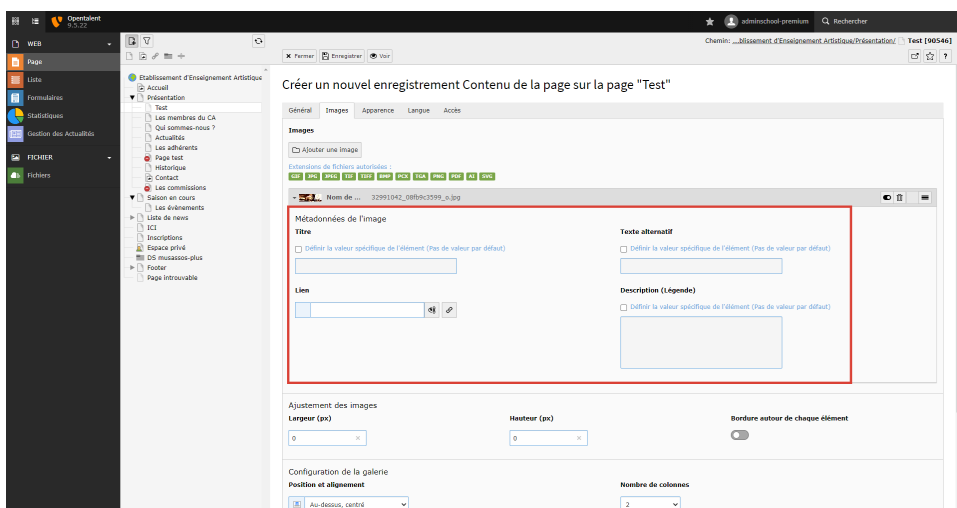 Opentalent
9.5.22
adminschool-premium
Rechercher
WEB
Page
Liste
Formulaires
Statistiques
Gestion des Actualités
FICHIER
Fichiers
Etablissement d'Enseignement Artistique
Accueil
Présentation
Test
Les membres du CA
Qui sommes-nous ?
Actualités
Les adhérents
Page test
Historique
Contact
Les commissions
Saison en cours
Les évènements
Liste de news
ICI
Inscriptions
Espace privé
DS musassos-plus
Footer
Page introuvable
Chemin: ...blissement d'Enseignement Artistique/Présentation/ Test [90546]
Fermer Enregistrer Voir
Créer un nouvel enregistrement Contenu de la page sur la page "Test"
Général Images Apparence Langue Accès
Images
Ajouter une image
Extensions de fichiers autorisées :
GIF JPG JPEG TIF TIFF BMP PCX TGA PNG PDF AI SVG
Nom de ... 32991042_08fb9c3599_o.jpg
Métadonnées de l'image
Titre Texte alternatif
Définir la valeur spécifique de l'élément (Pas de valeur par défaut) Définir la valeur spécifique de l'élément (Pas de valeur par défaut)
Lien Description (Légende)
Définir la valeur spécifique de l'élément (Pas de valeur par défaut)
Ajustement des images
Largeur (px) Hauteur (px) Bordure autour de chaque élément
0 0
Configuration de la galerie
Position et alignement Nombre de colonnes
Au-dessus, centré 2